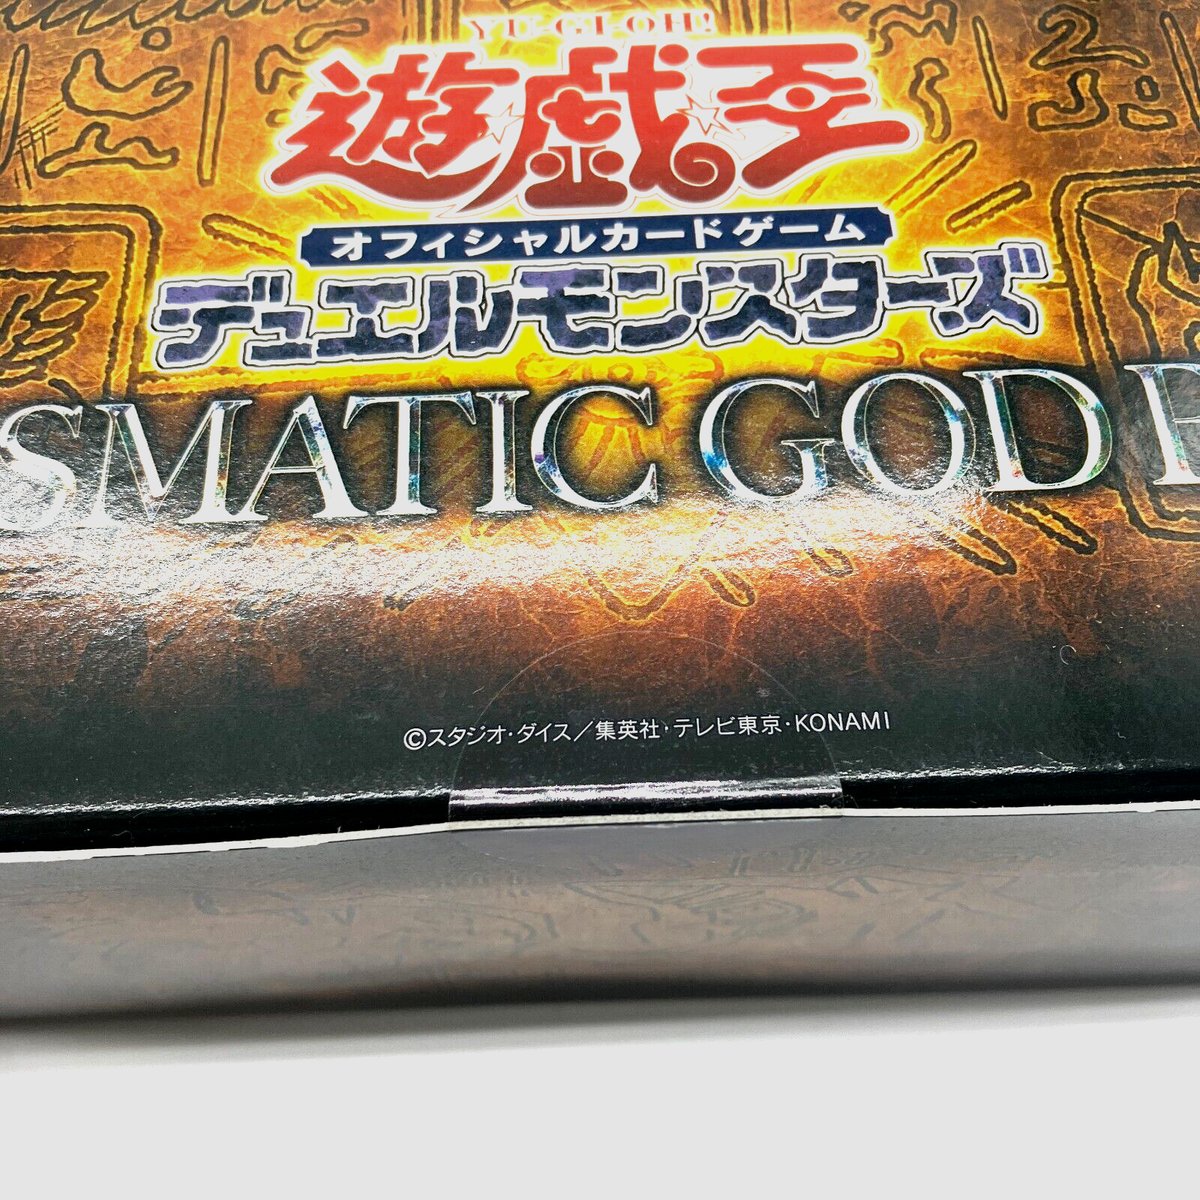 YU-GI-OH!
遊戯王
オフィシャルカードゲーム
デュエルモンスターズ
SMATIC GOD
©スタジオ・ダイス／集英社・テレビ東京・KONAMI